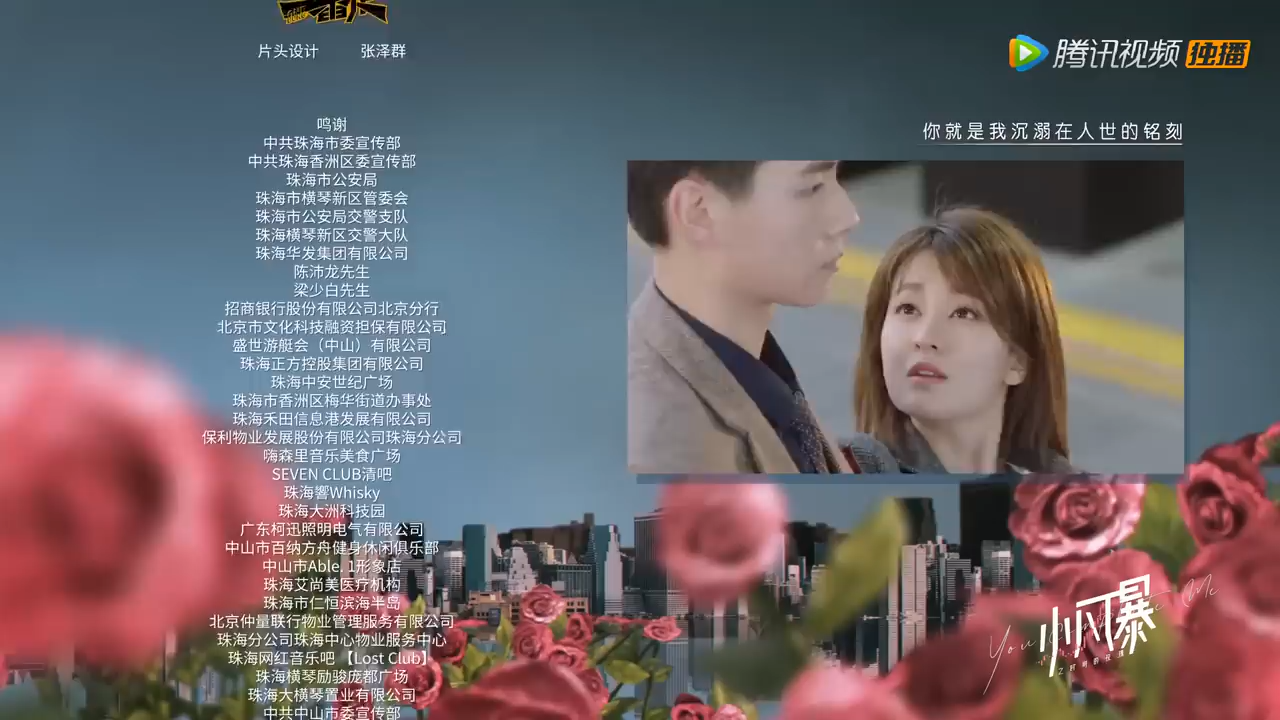 片头设计 张泽群
鸣谢
中共珠海市委宣传部
中共珠海香洲区委宣传部
珠海市公安局
珠海市横琴新区管委会
珠海市公安局交警支队
珠海横琴新区交警大队
珠海华发集团有限公司
陈沛龙先生
梁少白先生
招商银行股份有限公司北京分行
北京市文化科技融资担保有限公司
盛世游艇会（中山）有限公司
珠海正方控股集团有限公司
珠海中安世纪广场
珠海市香洲区梅华街道办事处
珠海禾田信息港发展有限公司
保利物业发展股份有限公司珠海分公司
嗨森里音乐美食广场
SEVEN CLUB清吧
珠海響Whisky
珠海大洲科技园
广东柯迅照明电气有限公司
中山市百纳方舟健身休闲俱乐部
中山市Able. 1形象店
珠海艾尚美医疗机构
珠海市仁恒滨海半岛
北京仲量联行物业管理服务有限公司
珠海分公司珠海中心物业服务中心
珠海网红音乐吧 【Lost Club】
珠海横琴励骏庞都广场
珠海大横琴置业有限公司
中共中山市委宣传部
腾讯视频 独播
你就是我沉溺在人世的铭刻
小风暴